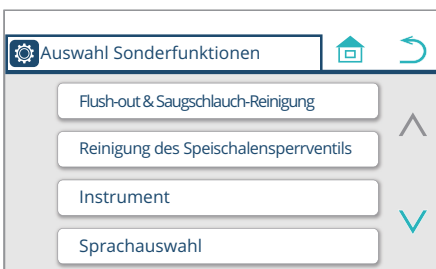 Auswahl Sonderfunktionen
Flush-out & Saugschlauch-Reinigung
Reinigung des Speischalensperrventils
Instrument
Sprachauswahl